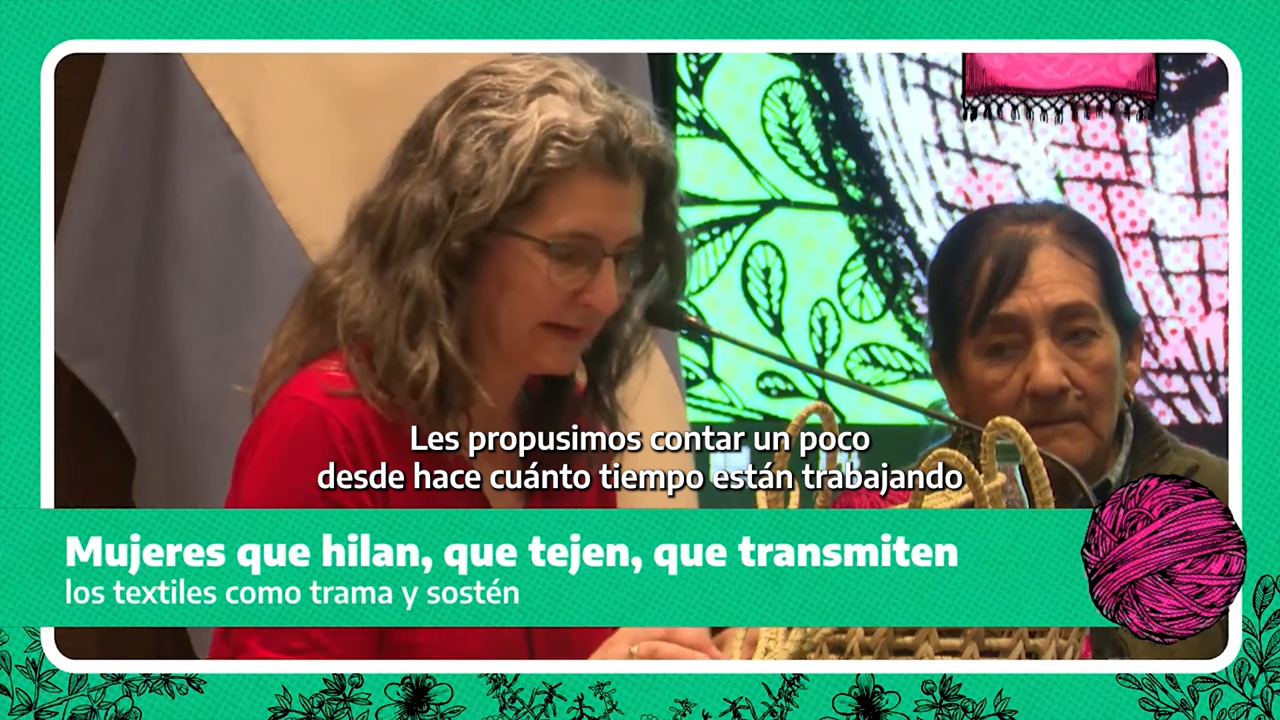 Les propusimos contar un poco
desde hace cuánto tiempo están trabajando
Mujeres que hilan, que tejen, que transmiten
los textiles como trama y sostén